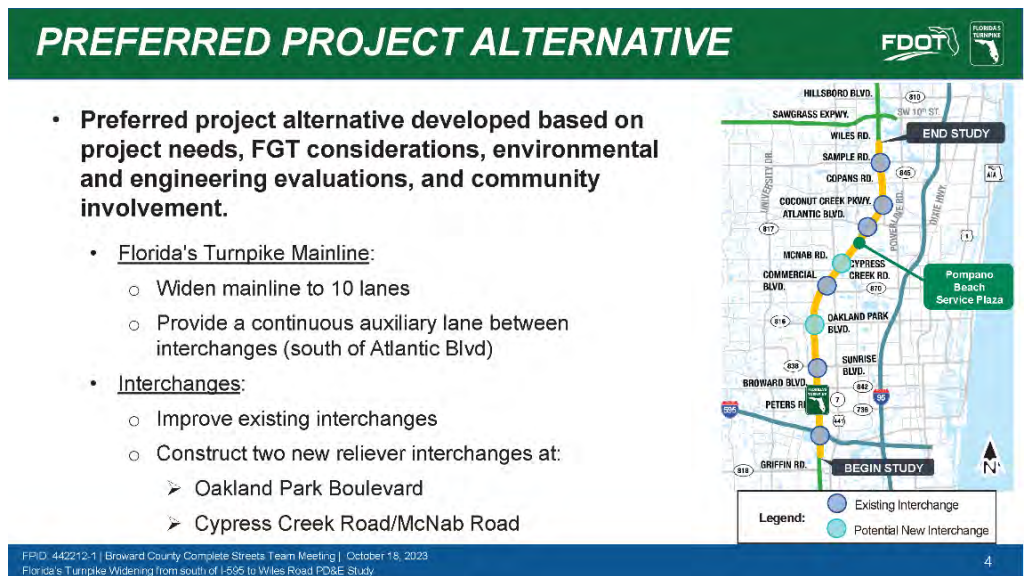 PREFERRED PROJECT ALTERNATIVE
FDOT
FLORIDA'S
TURNPIKE
• Preferred project alternative developed based on
project needs, FGT considerations, environmental
and engineering evaluations, and community
involvement.
• Florida's Turnpike Mainline:
o Widen mainline to 10 lanes
o Provide a continuous auxiliary lane between
interchanges (south of Atlantic Blvd)
• Interchanges:
o Improve existing interchanges
o Construct two new reliever interchanges at:
➢ Oakland Park Boulevard
➢ Cypress Creek Road/McNab Road
HILLSBORO BLVD.
810
SAWGRASS EXPWY.
SW 10th ST.
WILES RD.
END STUDY
SAMPLE RD.
845
COPANS RD.
A1A
UNIVERSITY DR.
COCONUT CREEK PKWY.
POWERLINE RD.
DIXIE HWY.
ATLANTIC BLVD.
817
1
MCNAB RD.
CYPRESS
CREEK RD.
COMMERCIAL
BLVD.
870
Pompano
Beach
Service Plaza
816
OAKLAND PARK
BLVD.
838
SUNRISE
BLVD.
BROWARD BLVD.
842
95
PETERS R
7
736
595
441
818
GRIFFIN RD.
BEGIN STUDY
N
Legend:
Existing Interchange
Potential New Interchange
FPID: 442212-1 | Broward County Complete Streets Team Meeting | October 18, 2023
Florida's Turnpike Widening from south of I-595 to Wiles Road PD&E Study
4